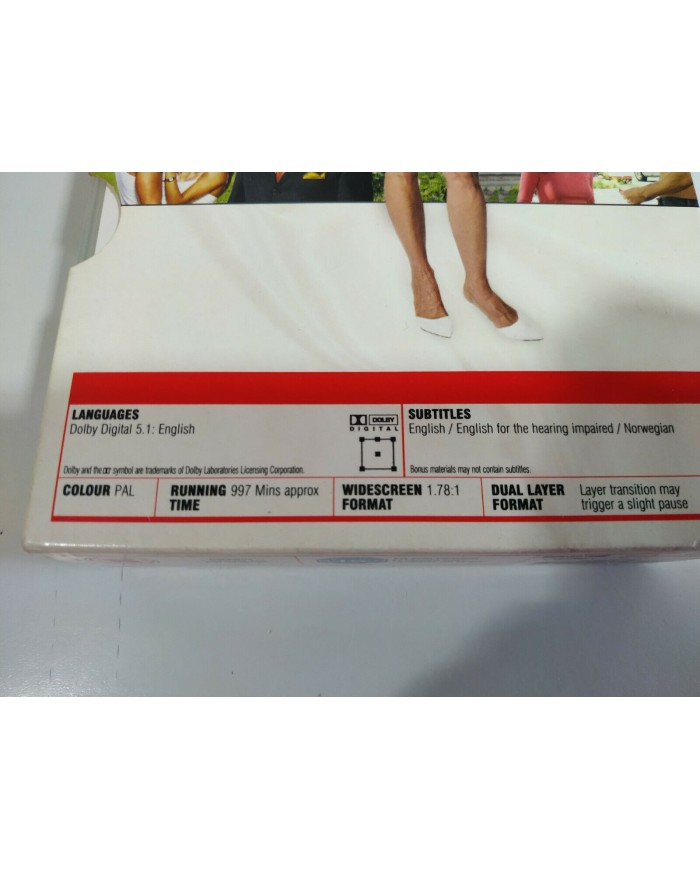 LANGUAGES
Dolby Digital 5.1: English
DOLBY
DIGITAL
Dolby and the DD symbol are trademarks of Dolby Laboratories Licensing Corporation.
SUBTITLES
English / English for the hearing impaired / Norwegian
Bonus materials may not contain subtitles.
COLOUR PAL
RUNNING 997 Mins approx
TIME
WIDESCREEN 1.78:1
FORMAT
DUAL LAYER
FORMAT
Layer transition may
trigger a slight pause